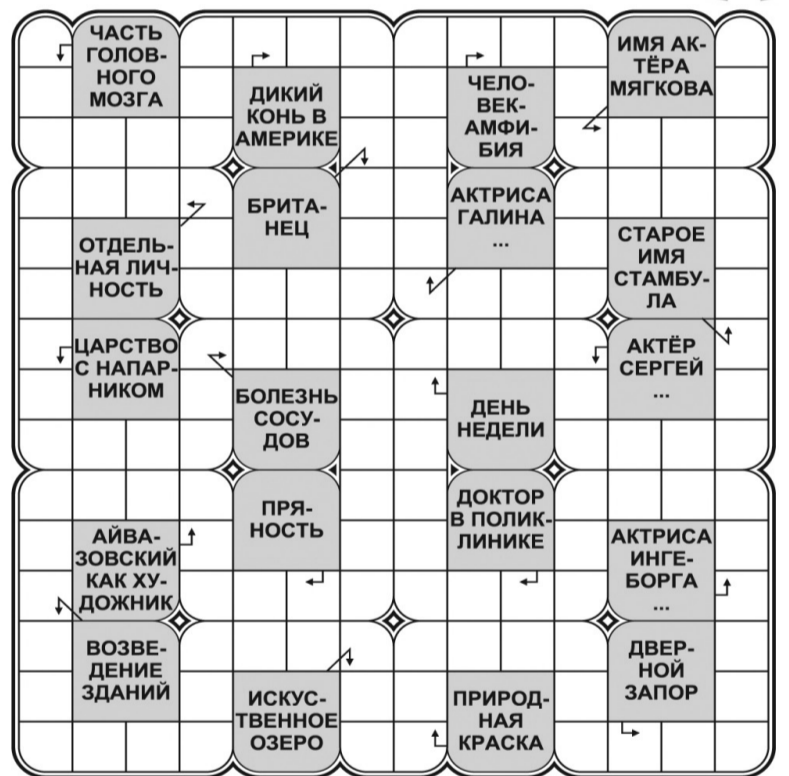 ЧАСТЬ
ГОЛОВ-
НОГО
МОЗГА
ДИКИЙ
КОНЬ В
АМЕРИКЕ
ЧЕЛО-
ВЕК-
АМФИ-
БИЯ
ИМЯ АК-
ТЁРА
МЯГКОВА
БРИТА-
НЕЦ
АКТРИСА
ГАЛИНА
...
ОТДЕЛЬ-
НАЯ ЛИЧ-
НОСТЬ
СТАРОЕ
ИМЯ
СТАМБУ-
ЛА
ЦАРСТВО
С НАПАР-
НИКОМ
АКТЁР
СЕРГЕЙ
...
БОЛЕЗНЬ
СОСУ-
ДОВ
ДЕНЬ
НЕДЕЛИ
ПРЯ-
НОСТЬ
ДОКТОР
В ПОЛИК-
ЛИНИКЕ
АЙВА-
ЗОВСКИЙ
КАК ХУ-
ДОЖНИК
АКТРИСА
ИНГЕ-
БОРГА
...
ВОЗВЕ-
ДЕНИЕ
ЗДАНИЙ
ДВЕР-
НОЙ
ЗАПОР
ИСКУС-
СТВЕННОЕ
ОЗЕРО
ПРИРОД-
НАЯ
КРАСКА